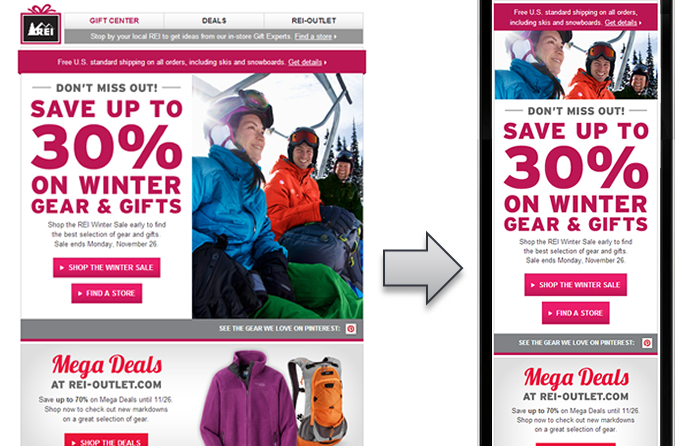 REI
GIFT CENTER
DEALS
REI-OUTLET
Stop by your local REI to get ideas from our in-store Gift Experts. Find a store ›
Free U.S. standard shipping on all orders, including skis and snowboards. Get details ›
DON'T MISS OUT!
SAVE UP TO
30%
ON WINTER
GEAR & GIFTS
Shop the REI Winter Sale early to find
the best selection of gear and gifts.
Sale ends Monday, November 26.
SHOP THE WINTER SALE
FIND A STORE
SEE THE GEAR WE LOVE ON PINTEREST:
Mega Deals
AT REI-OUTLET.COM
Save up to 70% on Mega Deals until 11/26.
Shop now to check out new markdowns
on a great selection of gear.
SHOP THE DEALS
Free U.S. standard shipping on all orders,
including skis and snowboards. Get details ›
DON'T MISS OUT!
SAVE UP TO
30%
ON WINTER
GEAR & GIFTS
Shop the REI Winter Sale early to find
the best selection of gear and gifts.
Sale ends Monday, November 26.
SHOP THE WINTER SALE
FIND A STORE
SEE THE GEAR WE LOVE ON PINTEREST:
Mega Deals
AT REI-OUTLET.COM
Save up to 70% on Mega Deals until 11/26.
Shop now to check out new markdowns
on a great selection of gear.